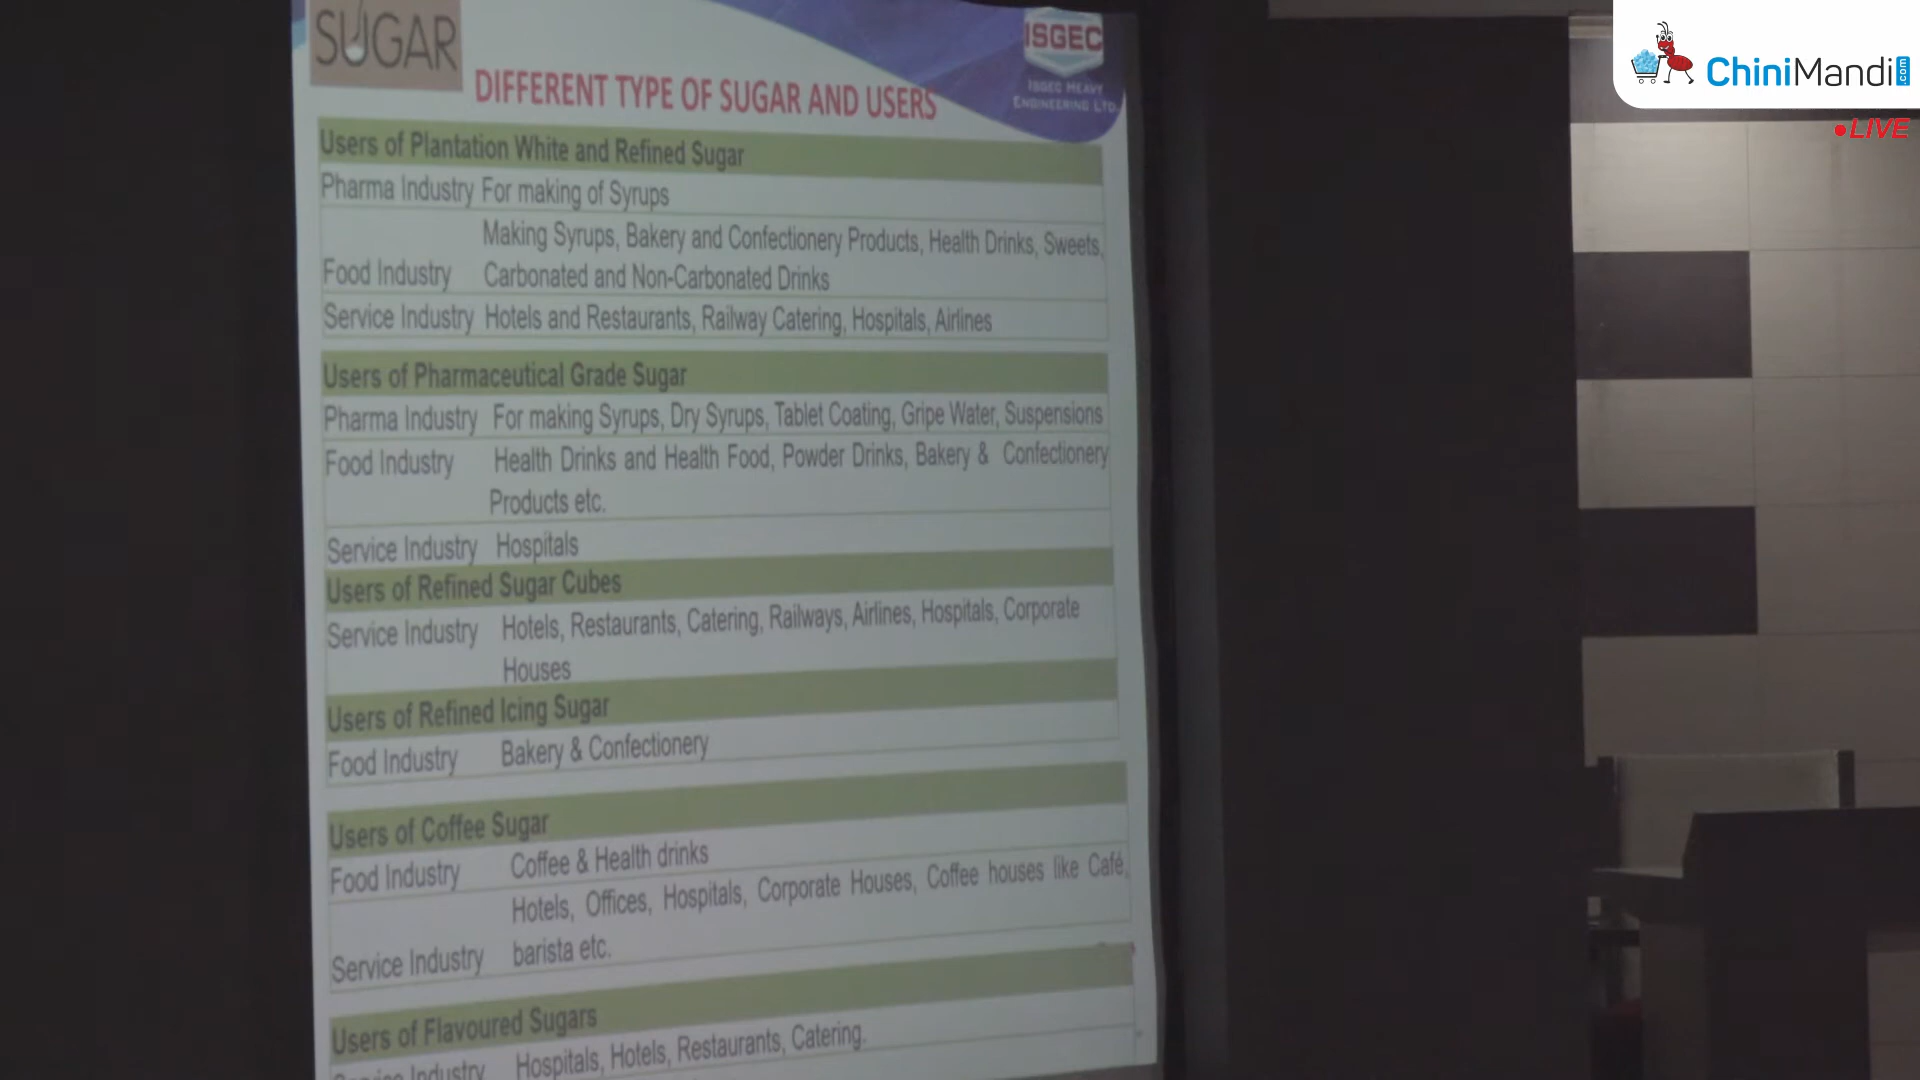 SUGAR
ISGEC
ISGEC HEAVY
ENGINEERING LTD.
ChiniMandi.com
LIVE
DIFFERENT TYPE OF SUGAR AND USERS
Users of Plantation White and Refined Sugar
Pharma Industry For making of Syrups
Making Syrups, Bakery and Confectionery Products, Health Drinks, Sweets,
Food Industry Carbonated and Non-Carbonated Drinks
Service Industry Hotels and Restaurants, Railway Catering, Hospitals, Airlines
Users of Pharmaceutical Grade Sugar
Pharma Industry For making Syrups, Dry Syrups, Tablet Coating, Gripe Water, Suspensions
Food Industry Health Drinks and Health Food, Powder Drinks, Bakery & Confectionery
Products etc.
Service Industry Hospitals
Users of Refined Sugar Cubes
Service Industry Hotels, Restaurants, Catering, Railways, Airlines, Hospitals, Corporate
Houses
Users of Refined Icing Sugar
Food Industry Bakery & Confectionery
Users of Coffee Sugar
Food Industry Coffee & Health drinks
Hotels, Offices, Hospitals, Corporate Houses, Coffee houses like Café,
Service Industry barista etc.
Users of Flavoured Sugars
Service Industry Hospitals, Hotels, Restaurants, Catering.